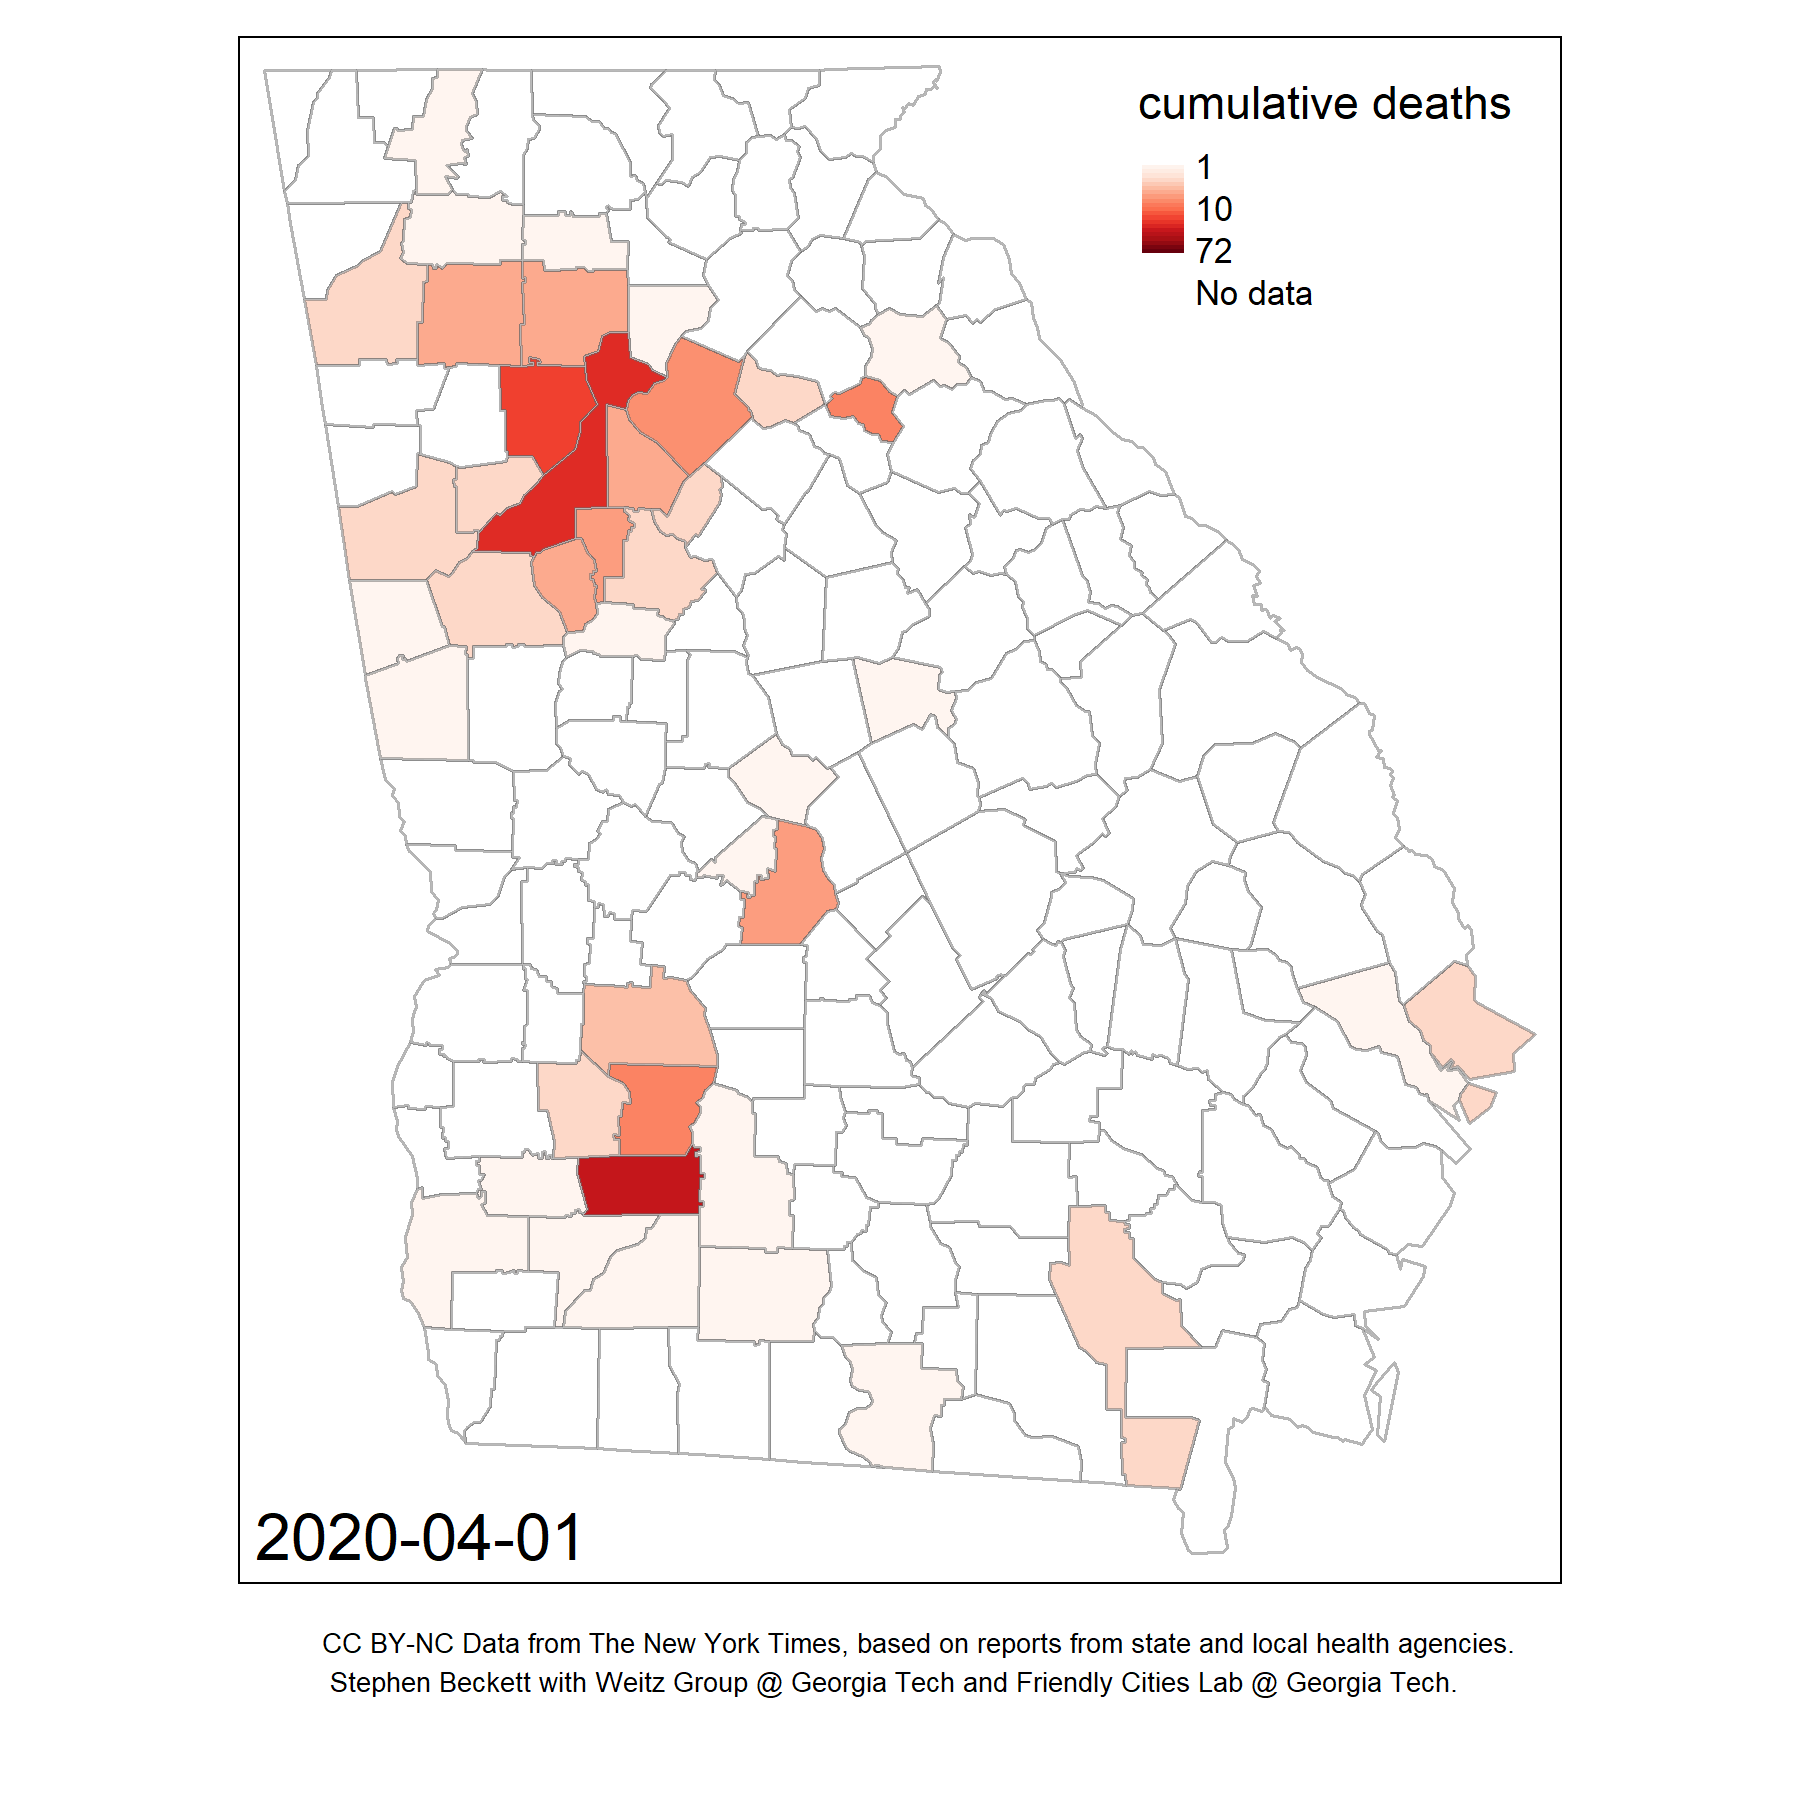 cumulative deaths
1
10
72
No data
2020-04-01
CC BY-NC Data from The New York Times, based on reports from state and local health agencies.
Stephen Beckett with Weitz Group @ Georgia Tech and Friendly Cities Lab @ Georgia Tech.